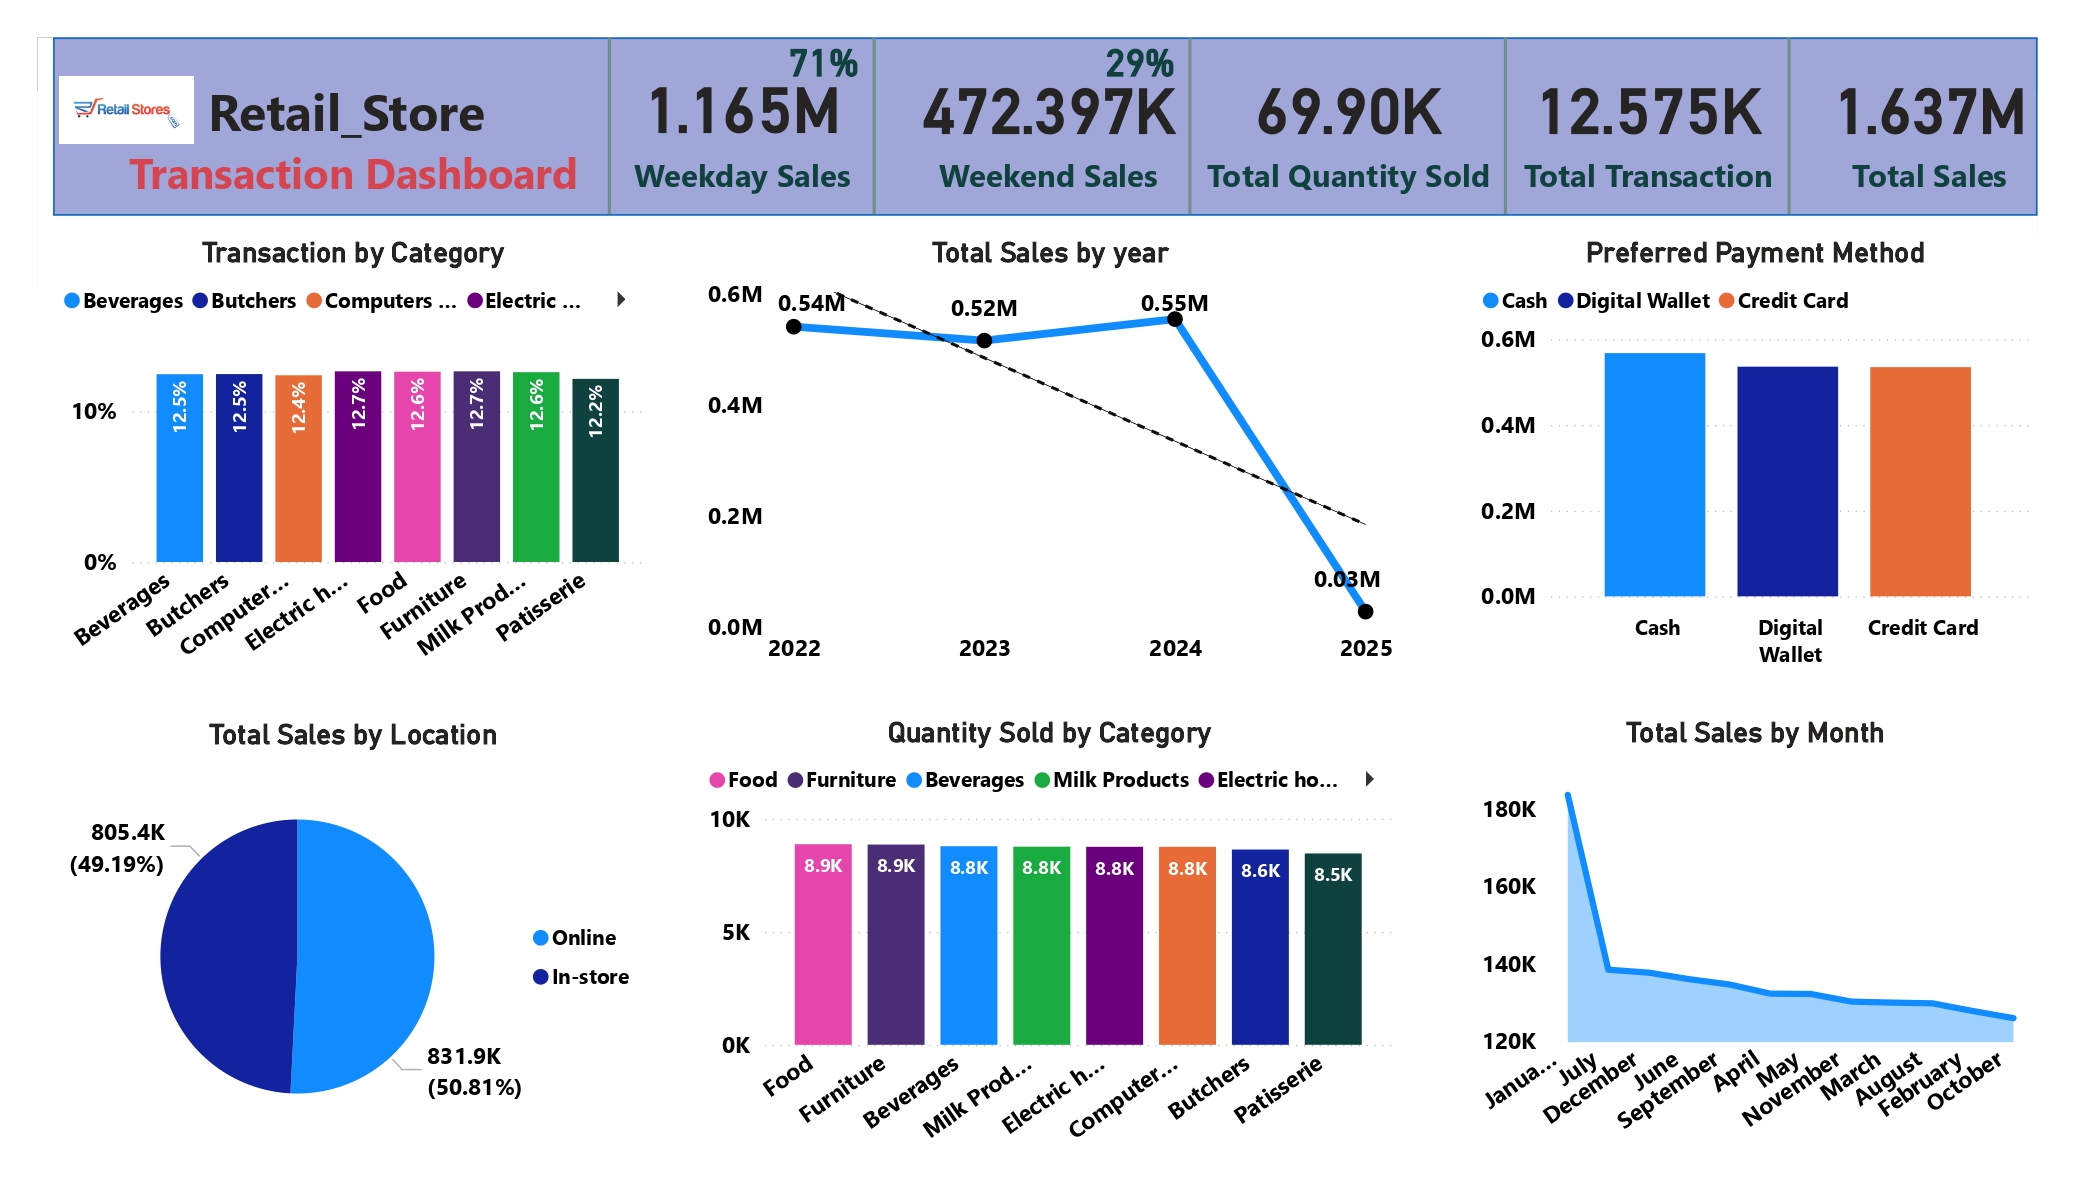 71%
29%
Retail Stores
Retail_Store
1.165M
472.397K
69.90K
12.575K
1.637M
Transaction Dashboard
Weekday Sales
Weekend Sales
Total Quantity Sold
Total Transaction
Total Sales
Transaction by Category
Beverages Butchers Computers ... Electric ...
10%
0%
12.5%
12.5%
12.4%
12.7%
12.6%
12.7%
12.6%
12.2%
Beverages
Butchers
Computer...
Electric h...
Food
Furniture
Milk Prod...
Patisserie
Total Sales by year
0.6M
0.4M
0.2M
0.0M
0.54M
0.52M
0.55M
0.03M
2022
2023
2024
2025
Preferred Payment Method
Cash Digital Wallet Credit Card
0.6M
0.4M
0.2M
0.0M
Cash
Digital
Wallet
Credit Card
Total Sales by Location
805.4K
(49.19%)
Online
In-store
831.9K
(50.81%)
Quantity Sold by Category
Food Furniture Beverages Milk Products Electric ho...
10K
5K
0K
8.9K
8.9K
8.8K
8.8K
8.8K
8.8K
8.6K
8.5K
Food
Furniture
Beverages
Milk Prod...
Electric h...
Computer...
Butchers
Patisserie
Total Sales by Month
180K
160K
140K
120K
Janua...
July
December
June
September
April
May
November
March
August
February
October